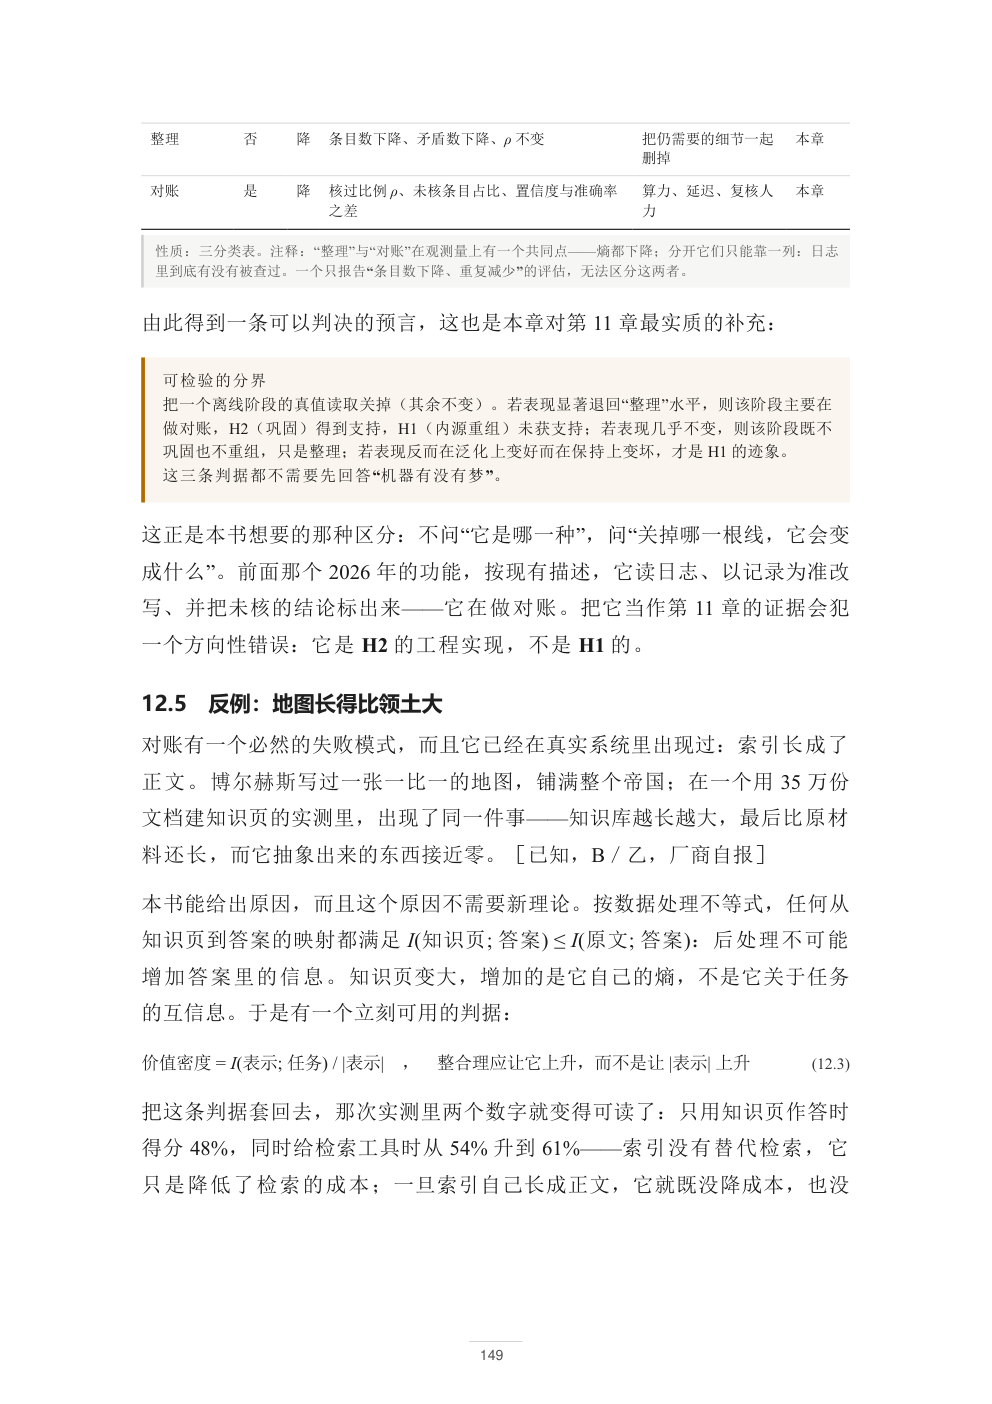 整理 否 降 条目数下降、矛盾数下降、ρ 不变 把仍需要的细节一起 本章
删掉
对账 是 降 核过比例 ρ、未核条目占比、置信度与准确率 算力、延迟、复核人 本章
之差 力
性质：三分类表。注释：“整理”与“对账”在观测量上有一个共同点——熵都下降；分开它们只能靠一列：日志
里到底有没有被查过。一个只报告“条目数下降、重复减少”的评估，无法区分这两者。
由此得到一条可以判决的预言，这也是本章对第 11 章最实质的补充：
可检验的分界
把一个离线阶段的真值读取关掉（其余不变）。若表现显著退回“整理”水平，则该阶段主要在
做对账，H2（巩固）得到支持，H1（内源重组）未获支持；若表现几乎不变，则该阶段既不
巩固也不重组，只是整理；若表现反而在泛化上变好而在保持上变坏，才是 H1 的迹象。
这三条判据都不需要先回答“机器有没有梦”。
这正是本书想要的那种区分：不问“它是哪一种”，问“关掉哪一根线，它会变
成什么”。前面那个 2026 年的功能，按现有描述，它读日志、以记录为准改
写、并把未核的结论标出来——它在做对账。把它当作第 11 章的证据会犯
一个方向性错误：它是 H2 的工程实现，不是 H1 的。
12.5 反例：地图长得比领土大
对账有一个必然的失败模式，而且它已经在真实系统里出现过：索引长成了
正文。博尔赫斯写过一张一比一的地图，铺满整个帝国；在一个用 35 万份
文档建知识页的实测里，出现了同一件事——知识库越长越大，最后比原材
料还长，而它抽象出来的东西接近零。［已知，B／乙，厂商自报］
本书能给出原因，而且这个原因不需要新理论。按数据处理不等式，任何从
知识页到答案的映射都满足 I(知识页; 答案) ≤ I(原文; 答案)：后处理不可能
增加答案里的信息。知识页变大，增加的是它自己的熵，不是它关于任务
的互信息。于是有一个立刻可用的判据：
价值密度 = I(表示; 任务) / |表示| ， 整合理应让它上升，而不是让 |表示| 上升 (12.3)
把这条判据套回去，那次实测里两个数字就变得可读了：只用知识页作答时
得分 48%，同时给检索工具时从 54% 升到 61%——索引没有替代检索，它
只是降低了检索的成本；一旦索引自己长成正文，它就既没降成本，也没
149